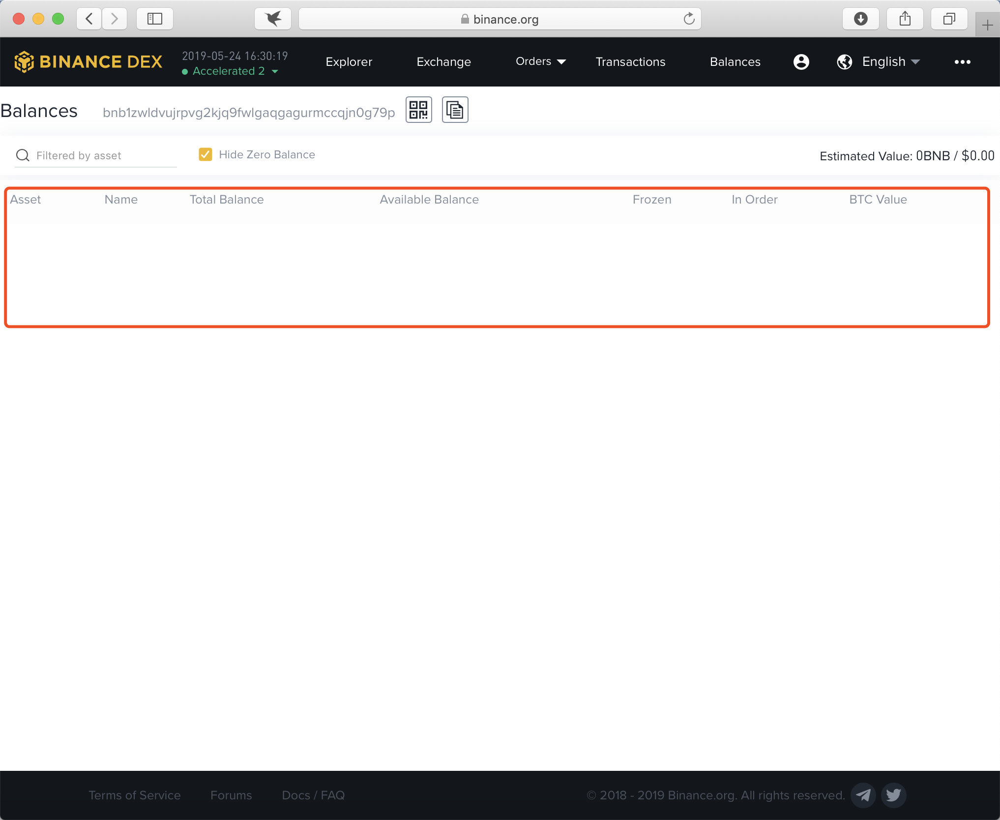 binance.org
BINANCE DEX
2019-05-24 16:30:19
Accelerated 2
Explorer
Exchange
Orders
Transactions
Balances
English
Balances
bnb1zwldvujrpvg2kjq9fwlgaqgagurmccqjn0g79p
Filtered by asset
Hide Zero Balance
Estimated Value: 0BNB / $0.00
Asset
Name
Total Balance
Available Balance
Frozen
In Order
BTC Value
Terms of Service
Forums
Docs / FAQ
© 2018 - 2019 Binance.org. All rights reserved.